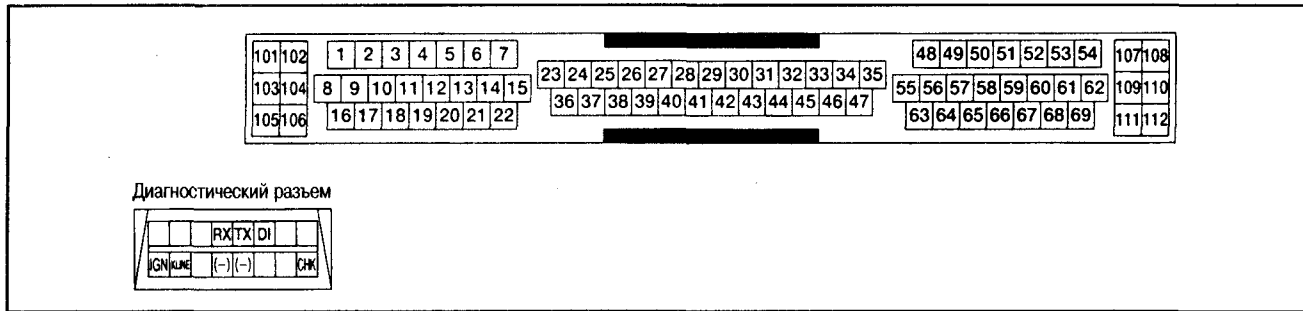 101 102 1 2 3 4 5 6 7 48 49 50 51 52 53 54 107 108
103 104 8 9 10 11 12 13 14 15 23 24 25 26 27 28 29 30 31 32 33 34 35 55 56 57 58 59 60 61 62 109 110
36 37 38 39 40 41 42 43 44 45 46 47
105 106 16 17 18 19 20 21 22 63 64 65 66 67 68 69 111 112
Диагностический разъем
RX TX DI
IGN KLINE (–) (–) CHK